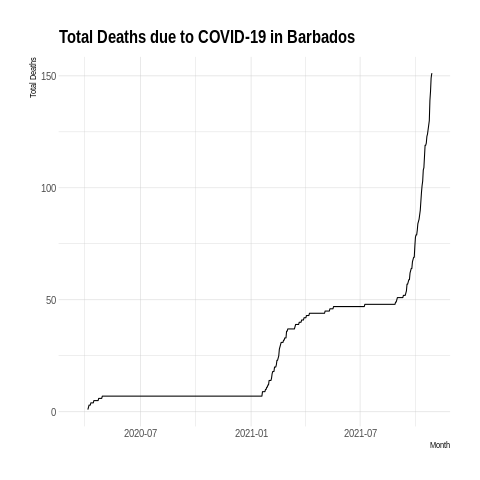 Total Deaths due to COVID-19 in Barbados
Total Deaths
150
100
50
0
2020-07 2021-01 2021-07
Month